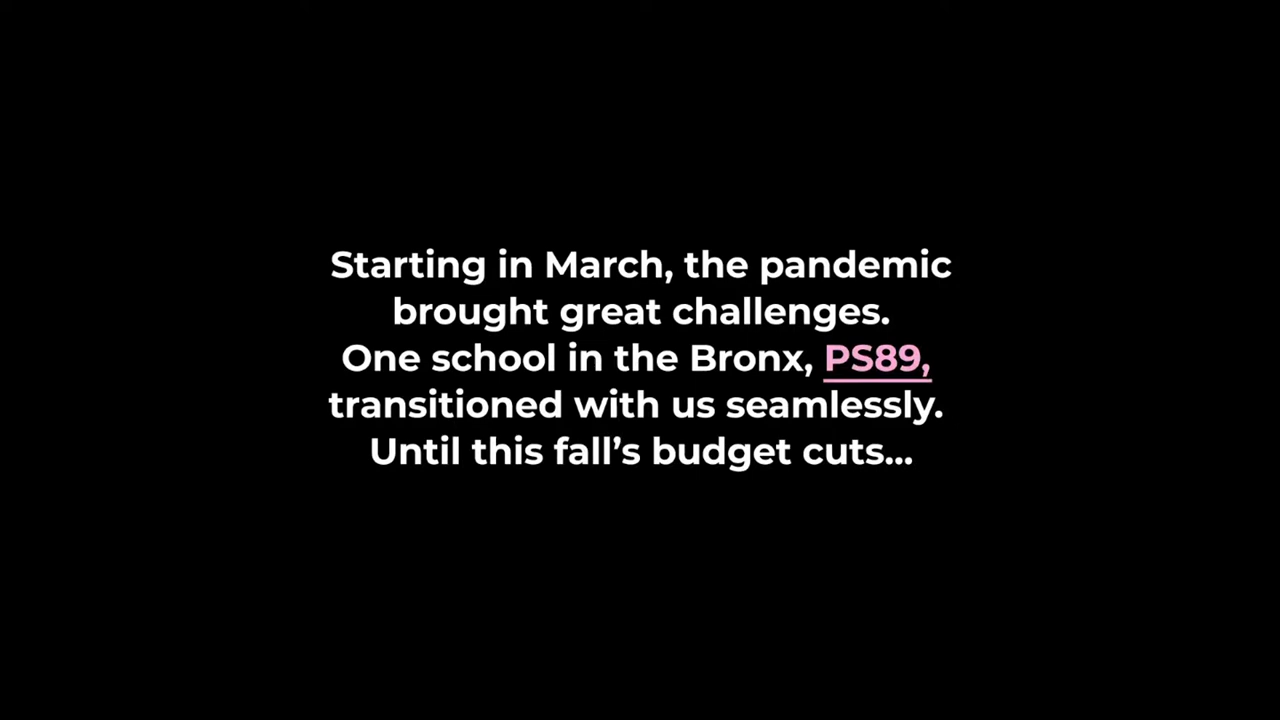 Starting in March, the pandemic
brought great challenges.
One school in the Bronx, PS89,
transitioned with us seamlessly.
Until this fall’s budget cuts...